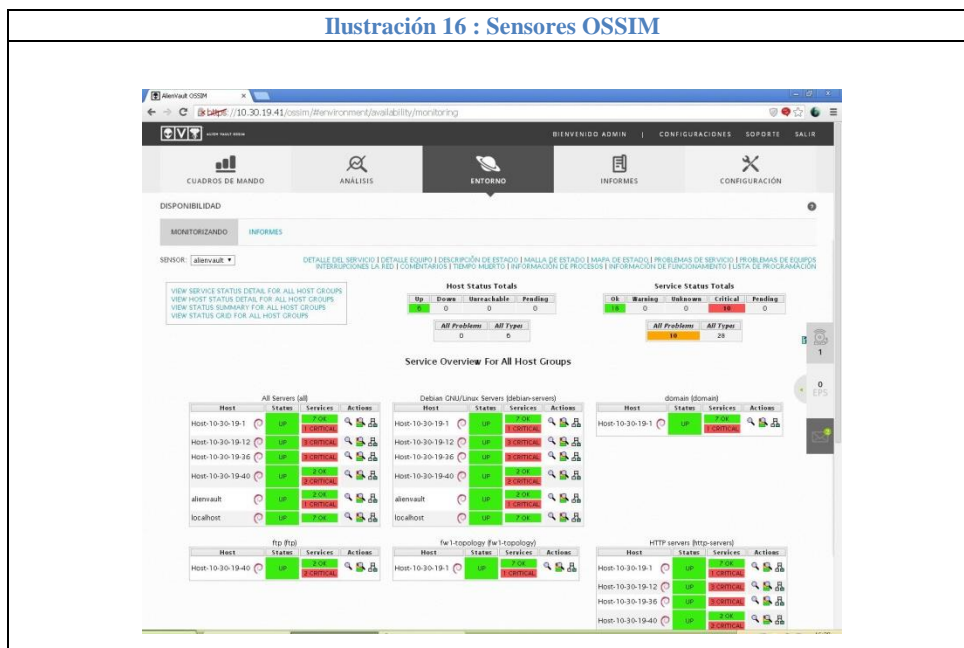 Ilustración 16 : Sensores OSSIM
AlienVault OSSIM
https://10.30.19.41/ossim/#environment/availability/monitoring
BIENVENIDO ADMIN | CONFIGURACIONES SOPORTE SALIR
CUADROS DE MANDO ANÁLISIS ENTORNO INFORMES CONFIGURACIÓN
DISPONIBILIDAD
MONITORIZANDO INFORMES
SENSOR: alienvault
DETALLE DEL SERVICIO | DETALLE EQUIPO | DESCRIPCIÓN DE ESTADO | MALLA DE ESTADO | MAPA DE ESTADO | PROBLEMAS DE SERVICIO | PROBLEMAS DE EQUIPOS
INTERRUPCIONES LA RED | COMENTARIOS | TIEMPO MUERTO | INFORMACIÓN DE PROCESOS | INFORMACIÓN DE FUNCIONAMIENTO | LISTA DE PROGRAMACIÓN
VIEW SERVICE STATUS DETAIL FOR ALL HOST GROUPS
VIEW HOST STATUS DETAIL FOR ALL HOST GROUPS
VIEW STATUS SUMMARY FOR ALL HOST GROUPS
VIEW STATUS GRID FOR ALL HOST GROUPS
Host Status Totals
Up Down Unreachable Pending
6 0 0 0
All Problems All Types
0 6
Service Status Totals
Ok Warning Unknown Critical Pending
18 0 0 10 0
All Problems All Types
10 28
1
0
EPS
Service Overview For All Host Groups
All Servers (all)
Host Status Services Actions
Host-10-30-19-1 UP 7 OK
1 CRITICAL
Host-10-30-19-12 UP 3 CRITICAL
Host-10-30-19-36 UP 3 CRITICAL
Host-10-30-19-40 UP 2 OK
2 CRITICAL
alienvault UP 2 OK
1 CRITICAL
localhost UP 7 OK
Debian GNU/Linux Servers (debian-servers)
Host Status Services Actions
Host-10-30-19-1 UP 7 OK
1 CRITICAL
Host-10-30-19-12 UP 3 CRITICAL
Host-10-30-19-36 UP 3 CRITICAL
Host-10-30-19-40 UP 2 OK
2 CRITICAL
alienvault UP 2 OK
1 CRITICAL
localhost UP 7 OK
domain (domain)
Host Status Services Actions
Host-10-30-19-1 UP 7 OK
1 CRITICAL
ftp (ftp)
Host Status Services Actions
Host-10-30-19-40 UP 2 OK
2 CRITICAL
fw1-topology (fw1-topology)
Host Status Services Actions
Host-10-30-19-1 UP 7 OK
1 CRITICAL
HTTP servers (http-servers)
Host Status Services Actions
Host-10-30-19-1 UP 7 OK
1 CRITICAL
Host-10-30-19-12 UP 3 CRITICAL
Host-10-30-19-36 UP 3 CRITICAL
Host-10-30-19-40 UP 2 OK
2 CRITICAL